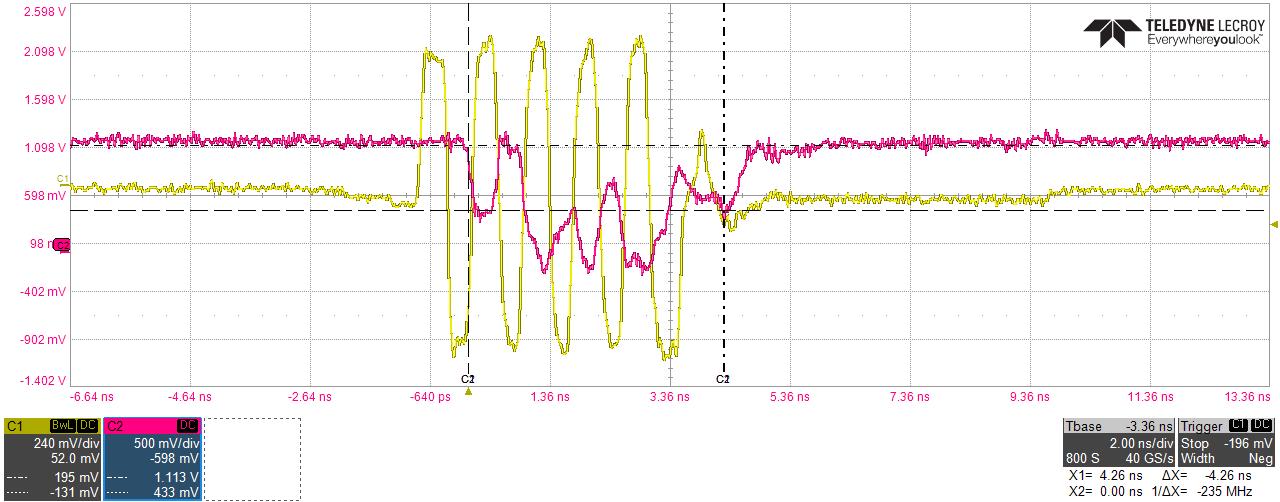 2.598 V
2.098 V
1.598 V
1.098 V
598 mV
98 m
-402 mV
-902 mV
-1.402 V
C1
C2
TELEDYNE LECROY
Everywhereyoulook™
-6.64 ns -4.64 ns -2.64 ns -640 ps 1.36 ns 3.36 ns 5.36 ns 7.36 ns 9.36 ns 11.36 ns 13.36 ns
C1 BwL DC
240 mV/div
52.0 mV
195 mV
-131 mV
C2 DC
500 mV/div
-598 mV
1.113 V
433 mV
Tbase -3.36 ns
2.00 ns/div
800 S 40 GS/s
Trigger C1 DC
Stop -196 mV
Width Neg
X1= 4.26 ns ΔX= -4.26 ns
X2= 0.00 ns 1/ΔX= -235 MHz